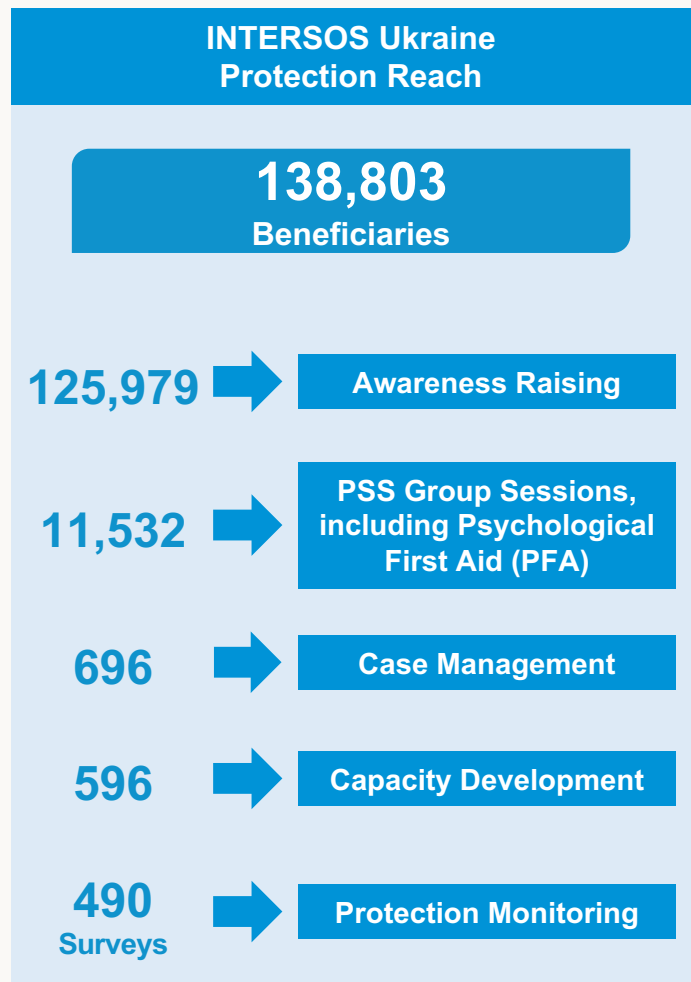 INTERSOS Ukraine
Protection Reach
138,803
Beneficiaries
125,979
Awareness Raising
11,532
PSS Group Sessions,
including Psychological
First Aid (PFA)
696
Case Management
596
Capacity Development
490
Surveys
Protection Monitoring